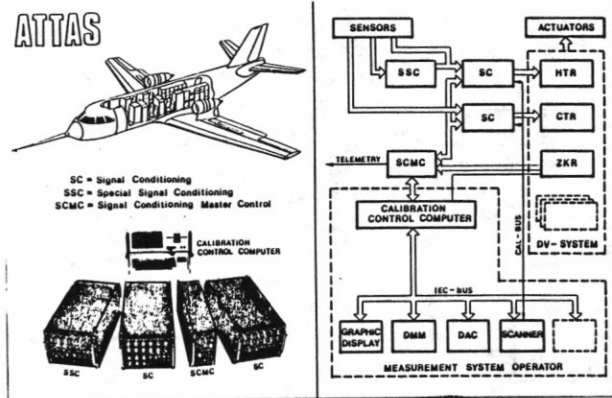 ATTAS
SC = Signal Conditioning
SSC = Special Signal Conditioning
SCMC = Signal Conditioning Master Control
CALIBRATION
CONTROL COMPUTER
SSC
SC
SCMC
SC
SENSORS
ACTUATORS
SSC
SC
HTR
SC
CTR
TELEMETRY
SCMC
ZKR
CALIBRATION
CONTROL COMPUTER
CAL-BUS
DV-SYSTEM
IEC-BUS
GRAPHIC
DISPLAY
DMM
DAC
SCANNER
MEASUREMENT SYSTEM OPERATOR